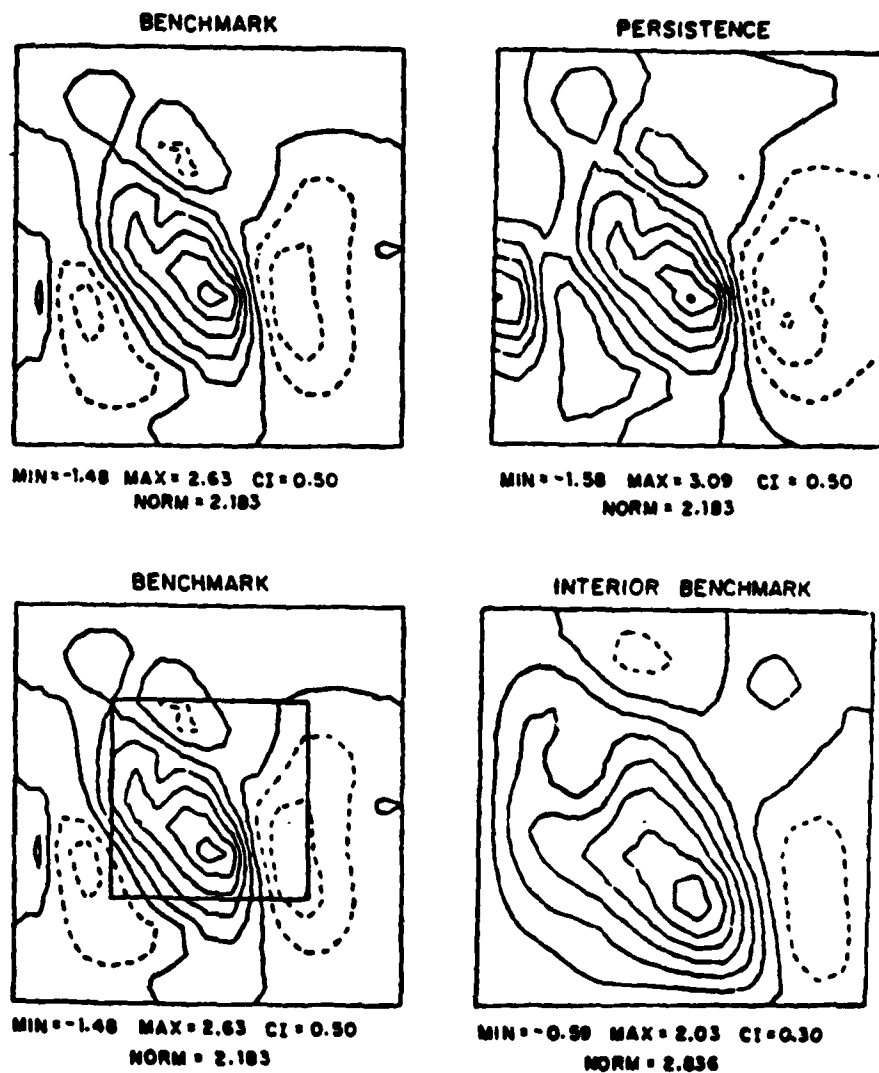 BENCHMARK
PERSISTENCE
MIN=-1.48 MAX=2.63 CI=0.50
NORM=2.183
MIN=-1.58 MAX=3.09 CI=0.50
NORM=2.183
BENCHMARK
INTERIOR BENCHMARK
MIN=-1.48 MAX=2.63 CI=0.50
NORM=2.183
MIN=-0.59 MAX=2.03 CI=0.30
NORM=2.836